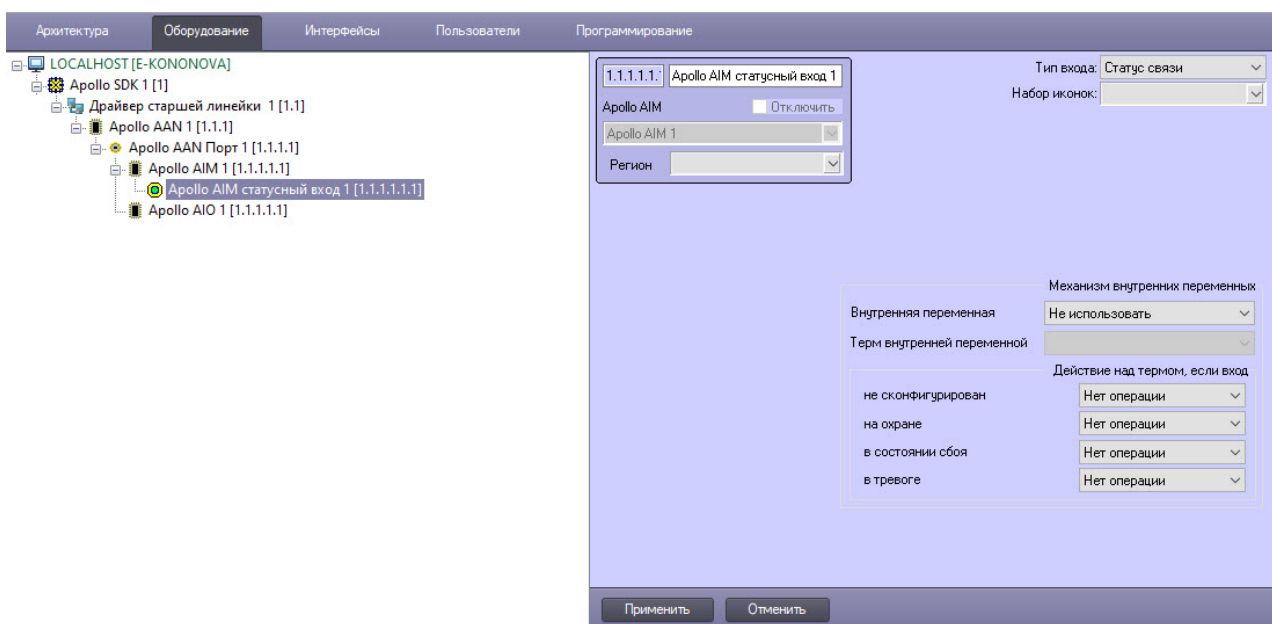 Архитектура Оборудование Интерфейсы Пользователи Программирование
LOCALHOST [E-KONONOVA]
Apollo SDK 1 [1]
Драйвер старшей линейки 1 [1.1]
Apollo AAN 1 [1.1.1]
Apollo AAN Порт 1 [1.1.1.1]
Apollo AIM 1 [1.1.1.1.1]
Apollo AIM статусный вход 1 [1.1.1.1.1.1]
Apollo AIO 1 [1.1.1.1.1]
1.1.1.1.1. Apollo AIM статусный вход 1
Apollo AIM Отключить
Apollo AIM 1
Регион
Тип входа: Статус связи
Набор иконок:
Механизм внутренних переменных
Внутренняя переменная Не использовать
Терм внутренней переменной
Действие над термом, если вход
не сконфигурирован Нет операции
на охране Нет операции
в состоянии сбоя Нет операции
в тревоге Нет операции
Применить Отменить